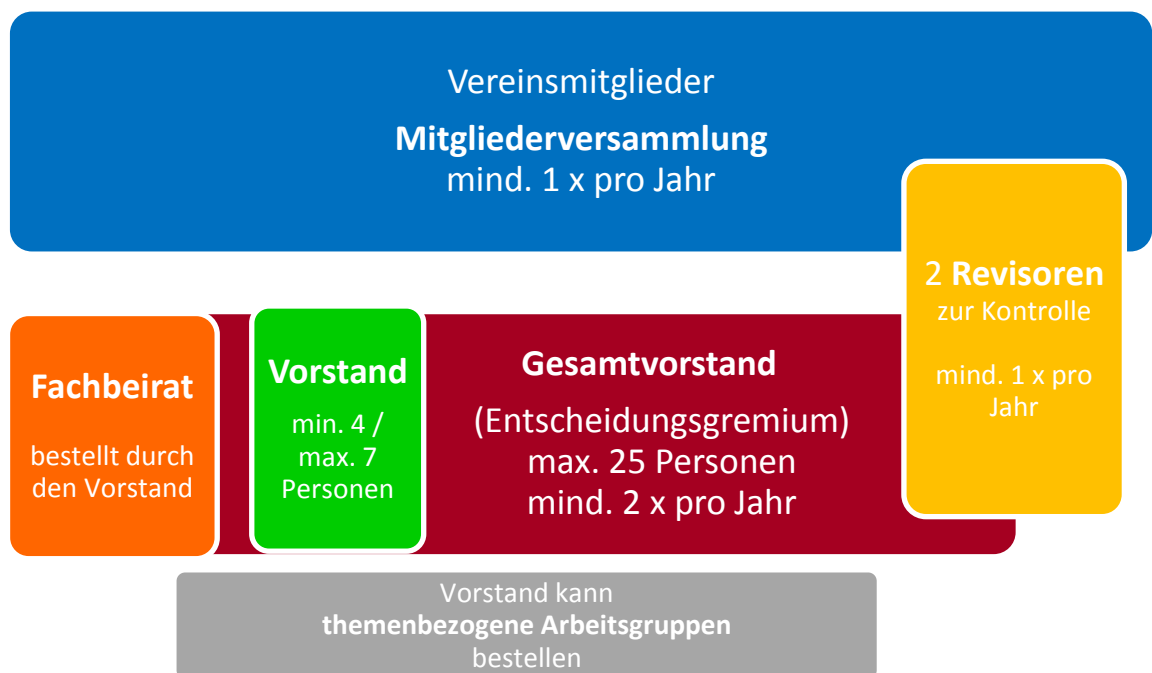 Vereinsmitglieder
Mitgliederversammlung
mind. 1 x pro Jahr
2 Revisoren
zur Kontrolle
mind. 1 x pro
Jahr
Fachbeirat
bestellt durch
den Vorstand
Vorstand
min. 4 /
max. 7
Personen
Gesamtvorstand
(Entscheidungsgremium)
max. 25 Personen
mind. 2 x pro Jahr
Vorstand kann
themenbezogene Arbeitsgruppen
bestellen